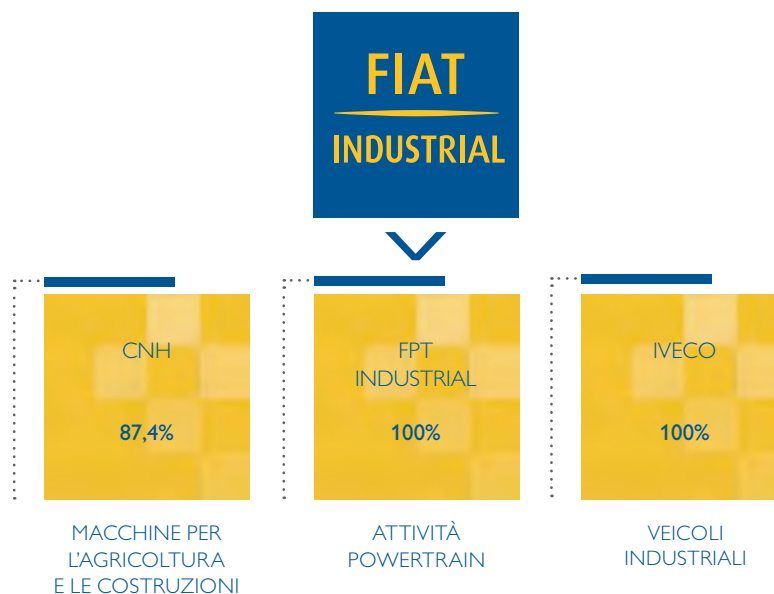 FIAT
INDUSTRIAL
CNH
87,4%
MACCHINE PER
L'AGRICOLTURA
E LE COSTRUZIONI
FPT
INDUSTRIAL
100%
ATTIVITÀ
POWERTRAIN
IVECO
100%
VEICOLI
INDUSTRIALI